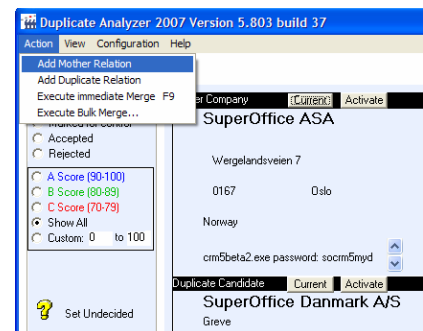 Duplicate Analyzer 2007 Version 5.803 build 37
Action View Configuration Help
Add Mother Relation
Add Duplicate Relation
Execute immediate Merge F9
Execute Bulk Merge...
Company (Current) Activate
SuperOffice ASA
Accepted
Rejected
Wergelandsveien 7
A Score (90-100)
B Score (80-89)
0167 Oslo
C Score (70-79)
Show All
Norway
Custom: 0 to 100
crm5beta2.exe password: socrm5myd
Duplicate Candidate Current Activate
SuperOffice Danmark A/S
Set Undecided
Greve